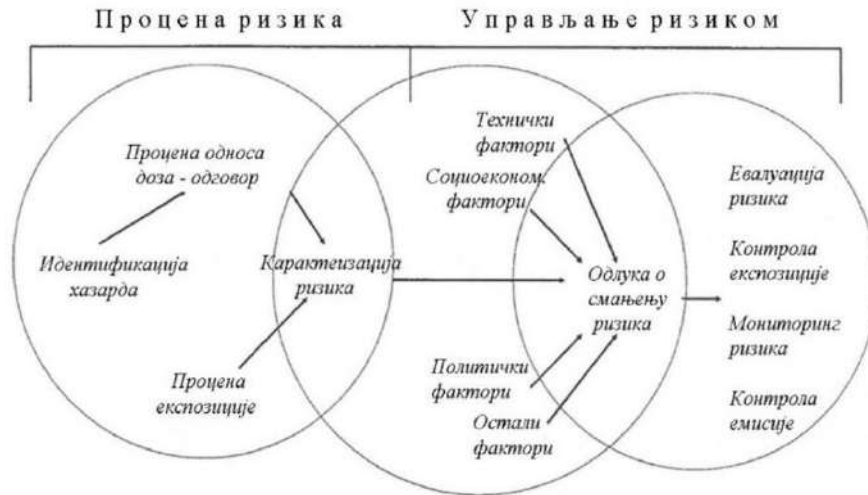 Процена ризика
Управљање ризиком
Процена односа
доза - одговор
Идентификација
хазарда
Карактеизација
ризика
Процена
експозиције
Технички
фактори
Социоеконом.
фактори
Одлука о
смањењу
ризика
Политички
фактори
Остали
фактори
Евалуација
ризика
Контрола
експозиције
Мониторинг
ризика
Контрола
емисије